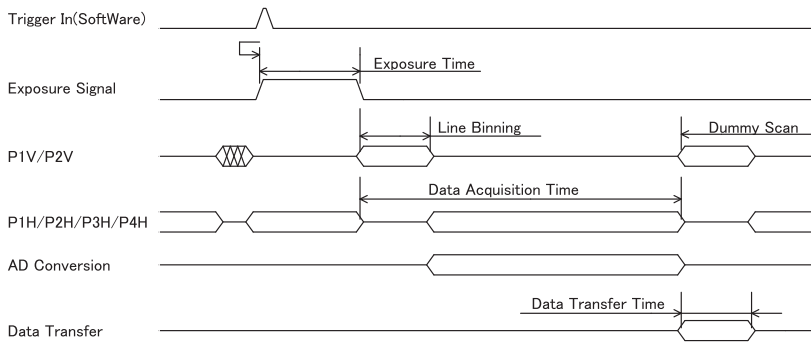 Trigger In(SoftWare)
Exposure Time
Exposure Signal
Line Binning
Dummy Scan
P1V/P2V
Data Acquisition Time
P1H/P2H/P3H/P4H
AD Conversion
Data Transfer Time
Data Transfer